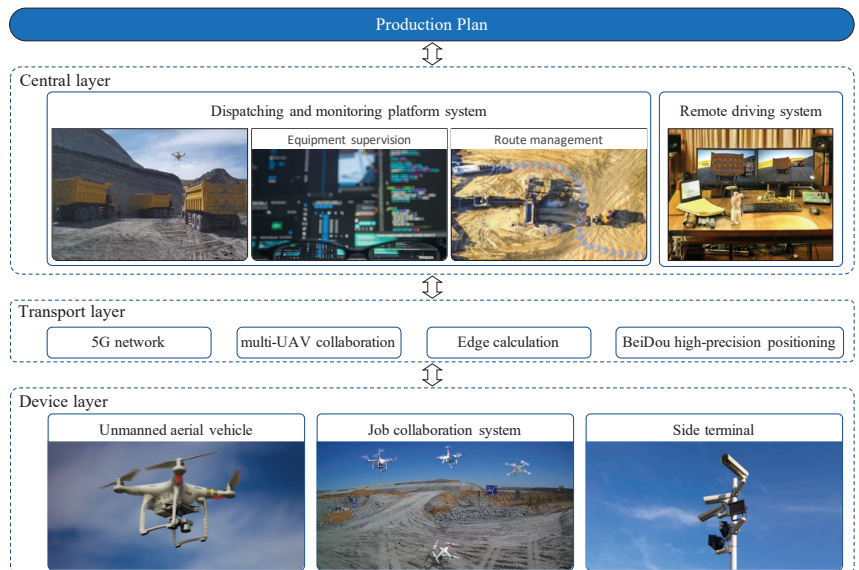 Production Plan
Central layer
Dispatching and monitoring platform system
Remote driving system
Equipment supervision
Route management
Transport layer
5G network
multi-UAV collaboration
Edge calculation
BeiDou high-precision positioning
Device layer
Unmanned aerial vehicle
Job collaboration system
Side terminal